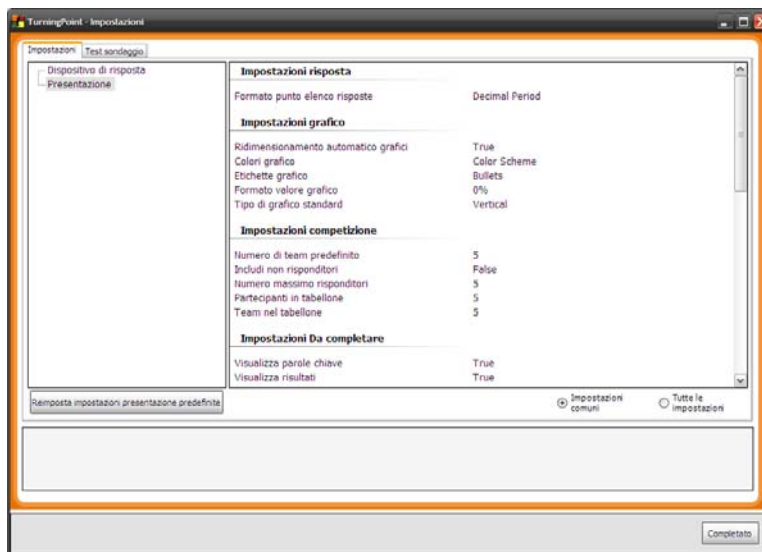 TurningPoint - Impostazioni
Impostazioni Test sondaggio
Dispositivo di risposta
Presentazione
Impostazioni risposta
Formato punto elenco risposte Decimal Period
Impostazioni grafico
Ridimensionamento automatico grafici True
Colori grafico Color Scheme
Etichette grafico Bullets
Formato valore grafico 0%
Tipo di grafico standard Vertical
Impostazioni competizione
Numero di team predefinito 5
Includi non risponditori False
Numero massimo risponditori 5
Partecipanti in tabellone 5
Team nel tabellone 5
Impostazioni Da completare
Visualizza parole chiave True
Visualizza risultati True
Reimposta impostazioni presentazione predefinite
Impostazioni
comuni
Tutte le
impostazioni
Completato